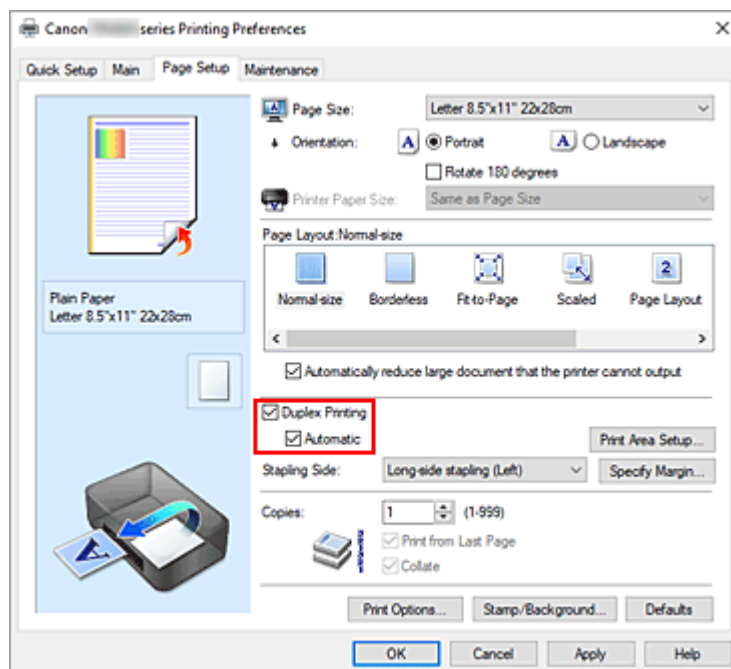 Canon series Printing Preferences
Quick Setup Main Page Setup Maintenance
Page Size: Letter 8.5"x11" 22x28cm
Orientation: A Portrait A Landscape
Rotate 180 degrees
Printer Paper Size: Same as Page Size
Page Layout:Normal-size
2
Normal-size Borderless Fit-to-Page Scaled Page Layout
Plain Paper
Letter 8.5"x11" 22x28cm
Automatically reduce large document that the printer cannot output
Duplex Printing
Automatic
Print Area Setup...
Stapling Side: Long-side stapling (Left) Specify Margin...
Copies: 1 (1-999)
Print from Last Page
Collate
A
Print Options... Stamp/Background... Defaults
OK Cancel Apply Help